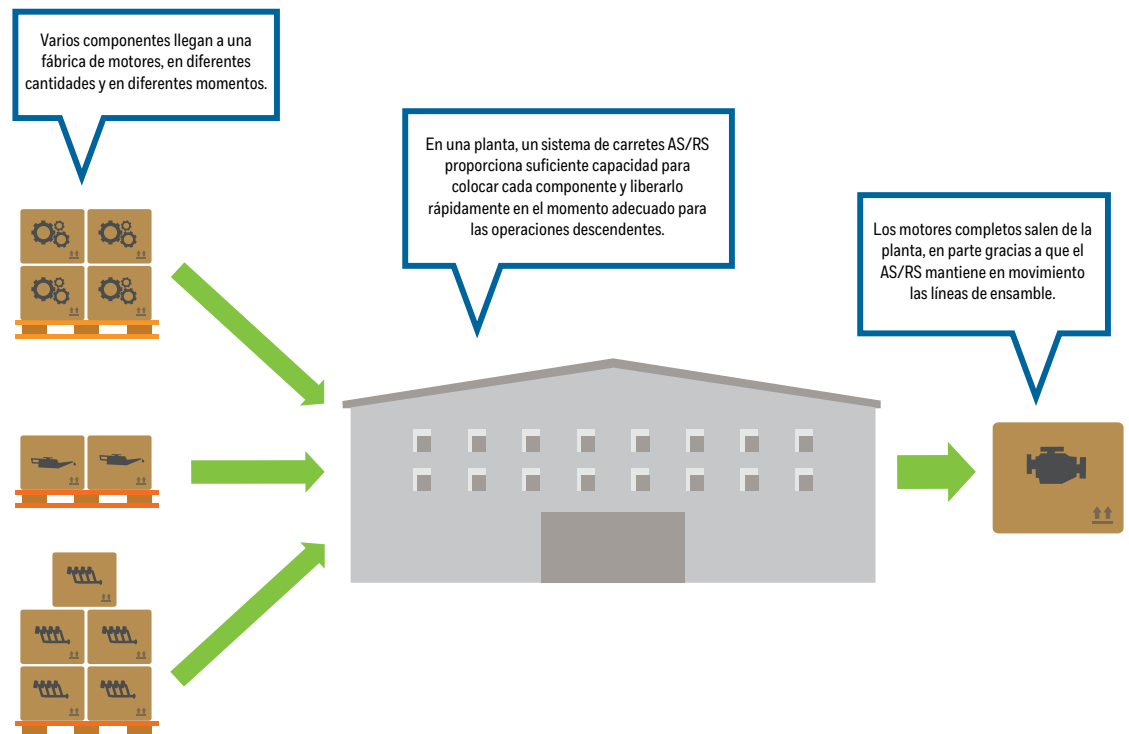 Varios componentes llegan a una
fábrica de motores, en diferentes
cantidades y en diferentes momentos.
En una planta, un sistema de carretes AS/RS
proporciona suficiente capacidad para
colocar cada componente y liberarlo
rápidamente en el momento adecuado para
las operaciones descendentes.
Los motores completos salen de la
planta, en parte gracias a que el
AS/RS mantiene en movimiento
las líneas de ensamble.